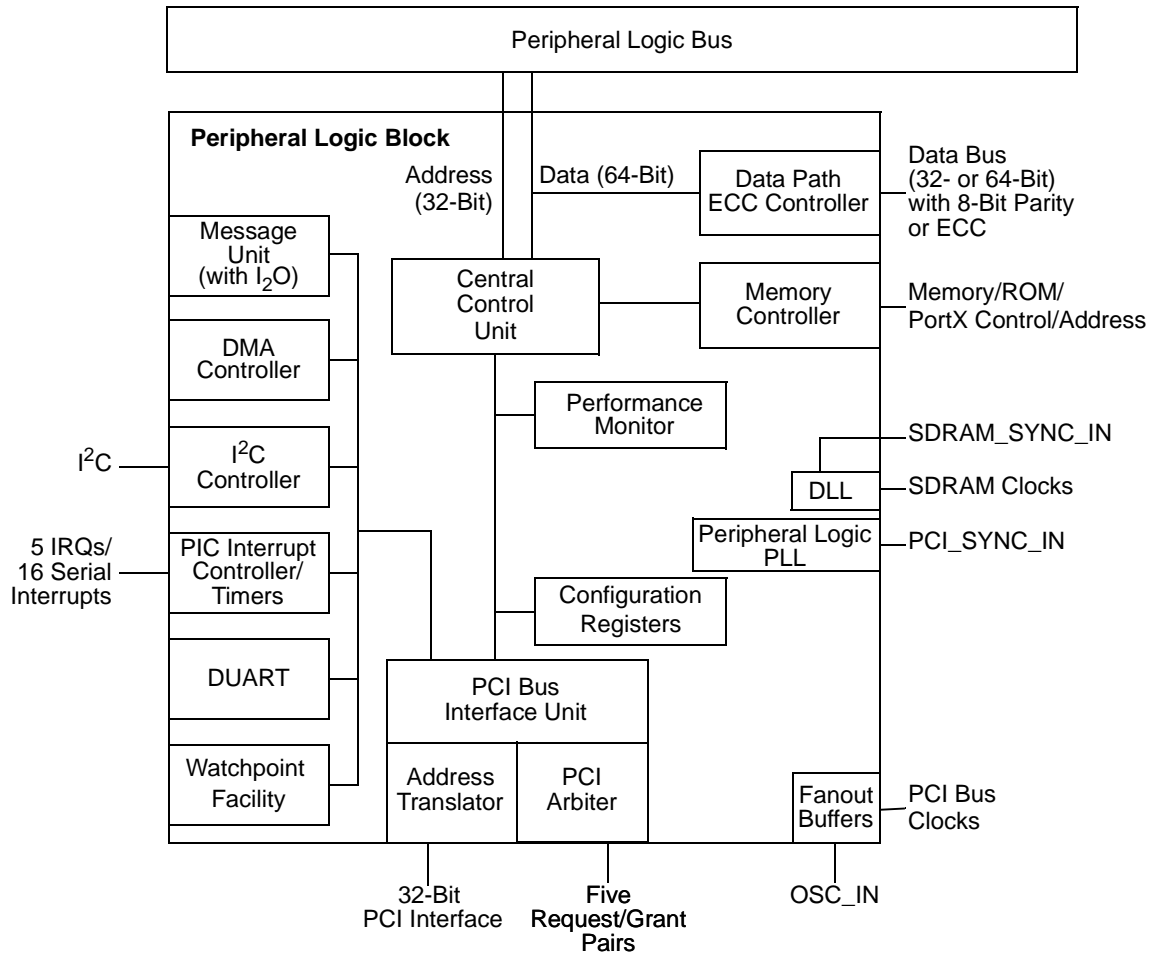 Peripheral Logic Bus
Peripheral Logic Block
Address
(32-Bit)
Data (64-Bit)
Data Path
ECC Controller
Data Bus
(32- or 64-Bit)
with 8-Bit Parity
or ECC
Message
Unit
(with I2O)
Central
Control
Unit
Memory
Controller
Memory/ROM/
PortX Control/Address
DMA
Controller
Performance
Monitor
I2C
I2C
Controller
SDRAM_SYNC_IN
DLL
SDRAM Clocks
5 IRQs/
16 Serial
Interrupts
PIC Interrupt
Controller/
Timers
Peripheral Logic
PLL
PCI_SYNC_IN
Configuration
Registers
DUART
PCI Bus
Interface Unit
Watchpoint
Facility
Address
Translator
PCI
Arbiter
Fanout
Buffers
PCI Bus
Clocks
32-Bit
PCI Interface
Five
Request/Grant
Pairs
OSC_IN